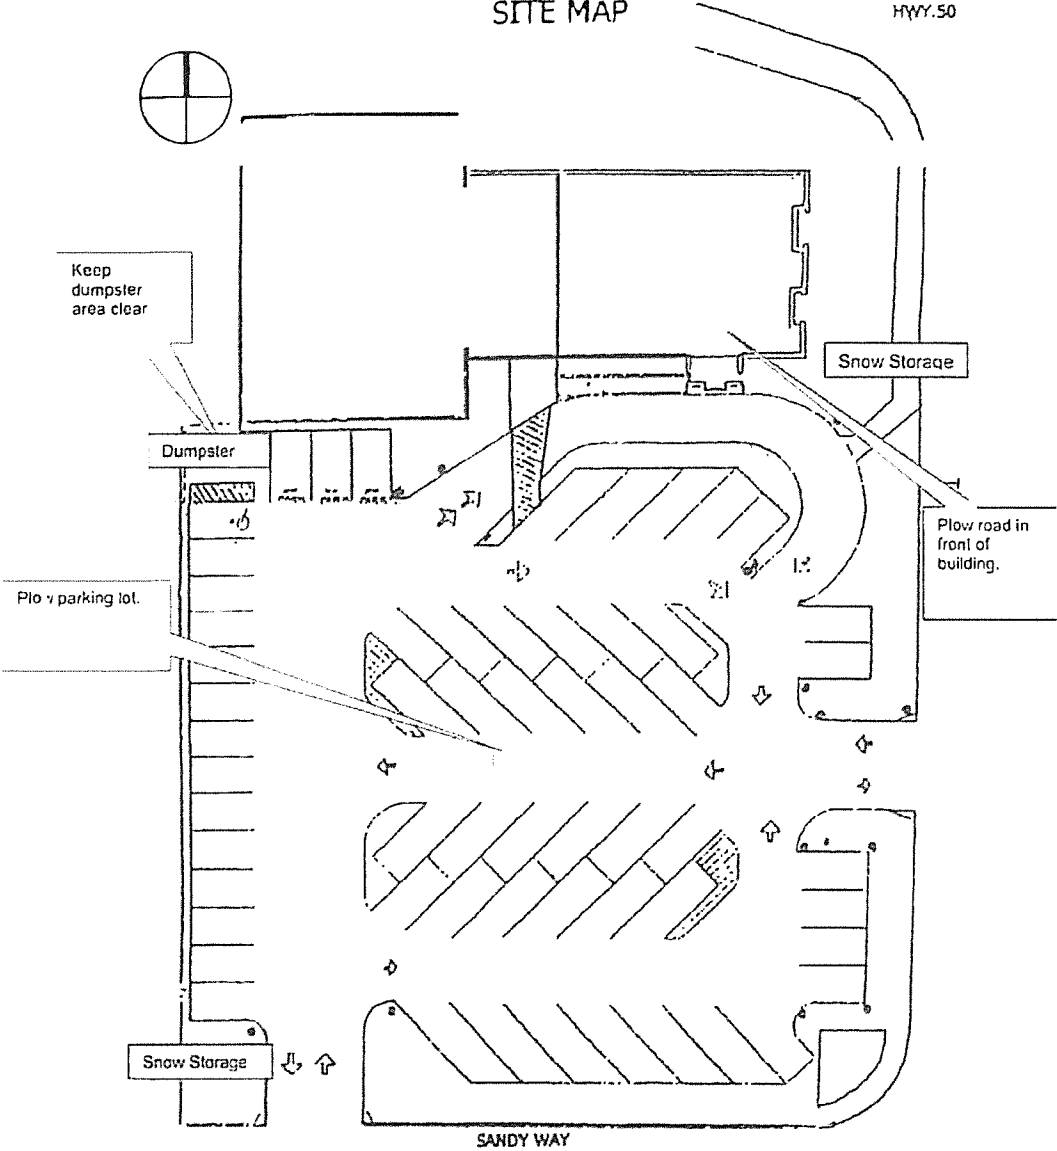 SITE MAP
HWY.50
Keep
dumpster
area clear
Snow Storage
Dumpster
Plow road in
front of
building.
Plow parking lot.
Snow Storage
SANDY WAY